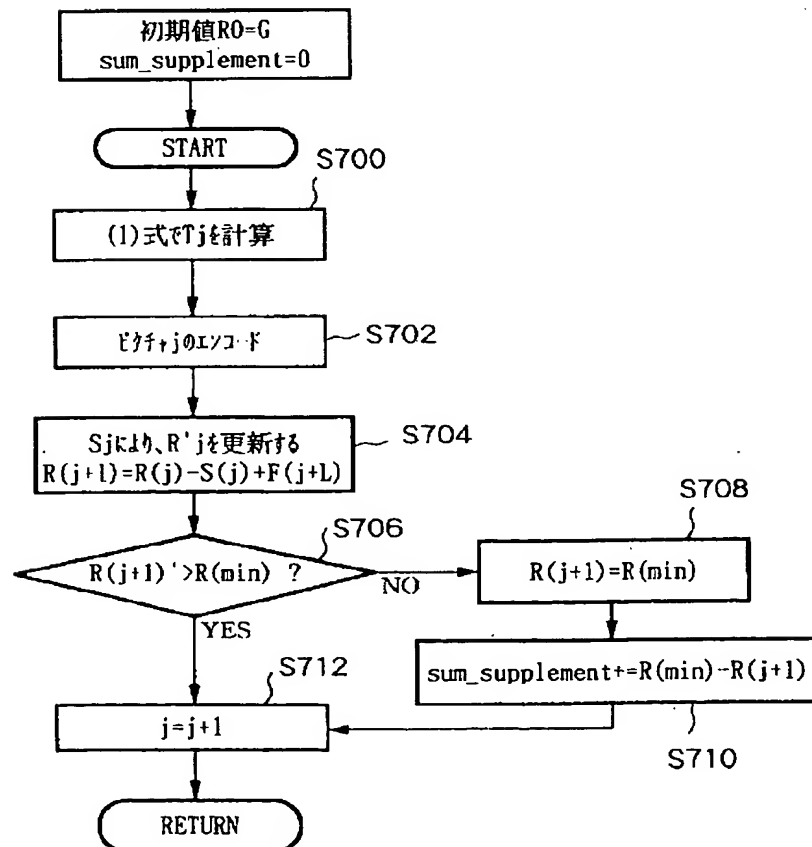 初期値R0=G
sum_supplement=0
START
S700
(1)式でTjを計算
ピクチャjのエンコード
S702
Sjにより、R'jを更新する
R(j+1)=R(j)-S(j)+F(j+L)
S704
S706
R(j+1)'>R(min) ?
NO
YES
S708
R(j+1)=R(min)
sum_supplement+=R(min)-R(j+1)
S710
S712
j=j+1
RETURN